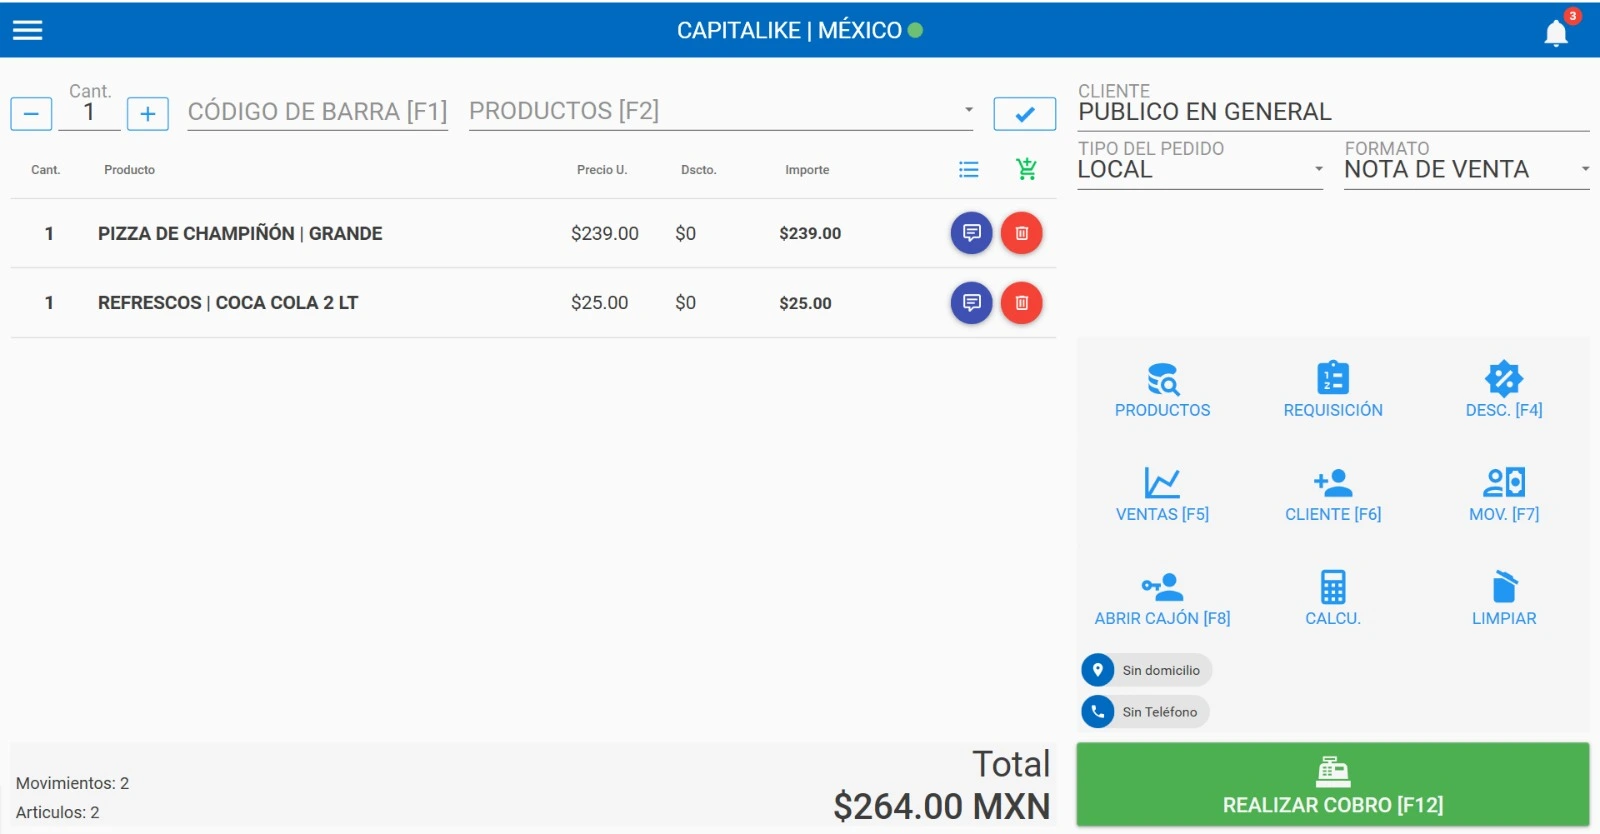 CAPITALIKE | MÉXICO
3
Cant.
1
CÓDIGO DE BARRA [F1]
PRODUCTOS [F2]
CLIENTE
PUBLICO EN GENERAL
TIPO DEL PEDIDO
LOCAL
FORMATO
NOTA DE VENTA
Cant. Producto Precio U. Dscto. Importe
1 PIZZA DE CHAMPIÑÓN | GRANDE $239.00 $0 $239.00
1 REFRESCOS | COCA COLA 2 LT $25.00 $0 $25.00
PRODUCTOS REQUISICIÓN DESC. [F4]
VENTAS [F5] CLIENTE [F6] MOV. [F7]
ABRIR CAJÓN [F8] CALCU. LIMPIAR
Sin domicilio
Sin Teléfono
Movimientos: 2
Articulos: 2
Total
$264.00 MXN
REALIZAR COBRO [F12]